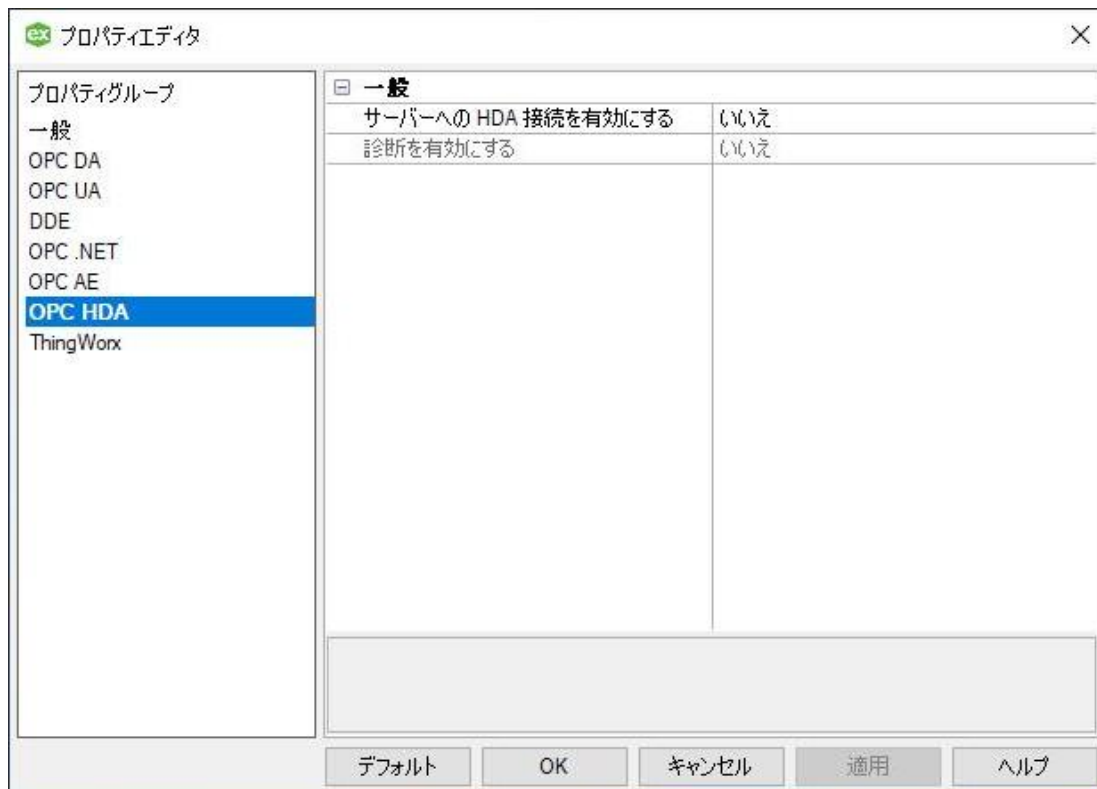 ex プロパティエディタ
プロパティグループ
一般
OPC DA
OPC UA
DDE
OPC .NET
OPC AE
OPC HDA
ThingWorx
一般
サーバーへの HDA 接続を有効にする いいえ
診断を有効にする いいえ
デフォルト OK キャンセル 適用 ヘルプ